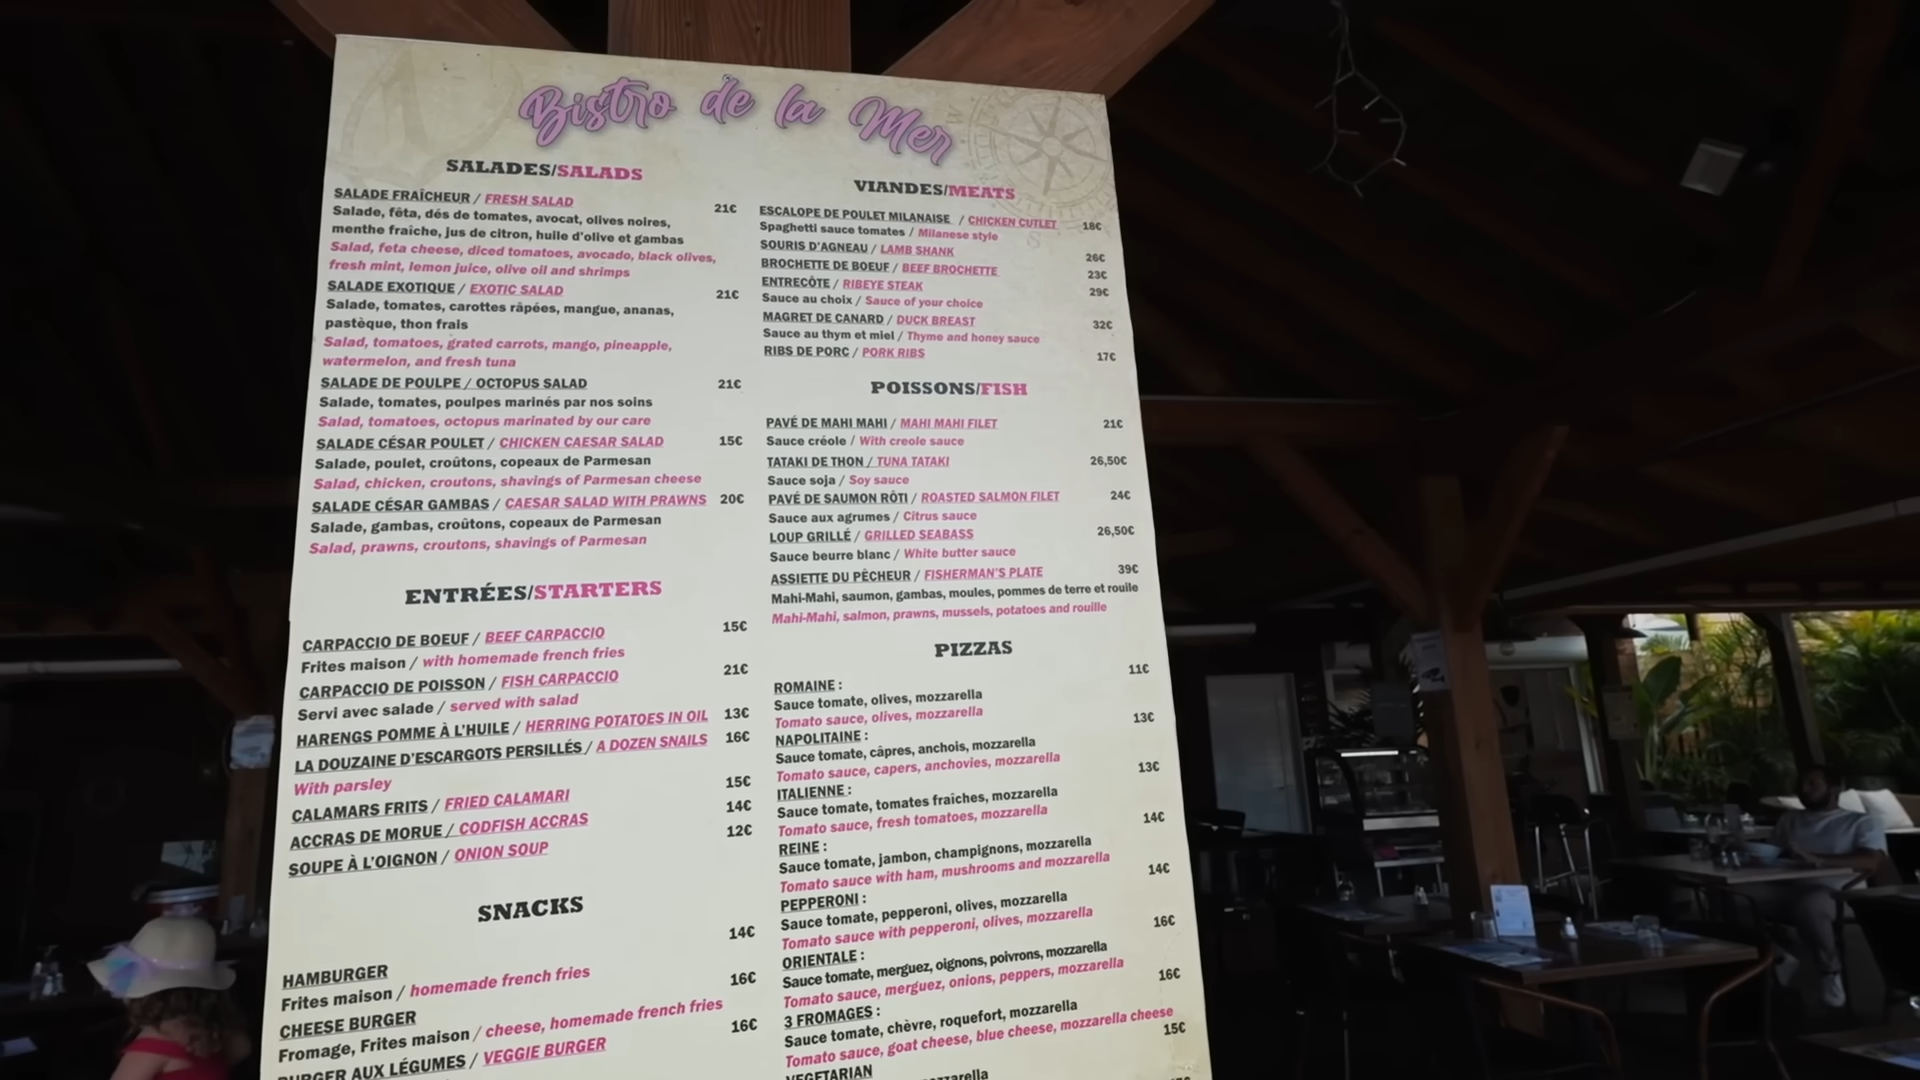 Bistro de la Mer
SALADES/SALADS
SALADE FRAÎCHEUR / FRESH SALAD 21€
Salade, fêta, dés de tomates, avocat, olives noires,
menthe fraîche, jus de citron, huile d'olive et gambas
Salad, feta cheese, diced tomatoes, avocado, black olives,
fresh mint, lemon juice, olive oil and shrimps
SALADE EXOTIQUE / EXOTIC SALAD 21€
Salade, tomates, carottes râpées, mangue, ananas,
pastèque, thon frais
Salad, tomatoes, grated carrots, mango, pineapple,
watermelon, and fresh tuna
SALADE DE POULPE / OCTOPUS SALAD 21€
Salade, tomates, poulpes marinés par nos soins
Salad, tomatoes, octopus marinated by our care
SALADE CÉSAR POULET / CHICKEN CAESAR SALAD 15€
Salade, poulet, croûtons, copeaux de Parmesan
Salad, chicken, croutons, shavings of Parmesan cheese
SALADE CÉSAR GAMBAS / CAESAR SALAD WITH PRAWNS 20€
Salade, gambas, croûtons, copeaux de Parmesan
Salad, prawns, croutons, shavings of Parmesan
ENTRÉES/STARTERS
CARPACCIO DE BOEUF / BEEF CARPACCIO 15€
Frites maison / with homemade french fries
CARPACCIO DE POISSON / FISH CARPACCIO 21€
Servi avec salade / served with salad
HARENGS POMME À L'HUILE / HERRING POTATOES IN OIL 13€
LA DOUZAINE D'ESCARGOTS PERSILLÉS / A DOZEN SNAILS 16€
With parsley
CALAMARS FRITS / FRIED CALAMARI 15€
ACCRAS DE MORUE / CODFISH ACCRAS 14€
SOUPE À L'OIGNON / ONION SOUP 12€
SNACKS
HAMBURGER 14€
Frites maison / homemade french fries
CHEESE BURGER 16€
Fromage, Frites maison / cheese, homemade french fries
BURGER AUX LÉGUMES / VEGGIE BURGER 16€
VIANDES/MEATS
ESCALOPE DE POULET MILANAISE / CHICKEN CUTLET 18€
Spaghetti sauce tomates / Milanese style
SOURIS D'AGNEAU / LAMB SHANK 26€
BROCHETTE DE BOEUF / BEEF BROCHETTE 23€
ENTRECÔTE / RIBEYE STEAK 29€
Sauce au choix / Sauce of your choice
MAGRET DE CANARD / DUCK BREAST 32€
Sauce au thym et miel / Thyme and honey sauce
RIBS DE PORC / PORK RIBS 17€
POISSONS/FISH
PAVÉ DE MAHI MAHI / MAHI MAHI FILET 21€
Sauce créole / With creole sauce
TATAKI DE THON / TUNA TATAKI 26,50€
Sauce soja / Soy sauce
PAVÉ DE SAUMON RÔTI / ROASTED SALMON FILET 24€
Sauce aux agrumes / Citrus sauce
LOUP GRILLÉ / GRILLED SEABASS 26,50€
Sauce beurre blanc / White butter sauce
ASSIETTE DU PÊCHEUR / FISHERMAN'S PLATE 39€
Mahi-Mahi, saumon, gambas, moules, pommes de terre et rouile
Mahi-Mahi, salmon, prawns, mussels, potatoes and rouille
PIZZAS
ROMAINE : 11€
Sauce tomate, olives, mozzarella
Tomato sauce, olives, mozzarella
NAPOLITAINE : 13€
Sauce tomate, câpres, anchois, mozzarella
Tomato sauce, capers, anchovies, mozzarella
ITALIENNE : 13€
Sauce tomate, tomates fraîches, mozzarella
Tomato sauce, fresh tomatoes, mozzarella
REINE : 14€
Sauce tomate, jambon, champignons, mozzarella
Tomato sauce with ham, mushrooms and mozzarella
PEPPERONI : 14€
Sauce tomate, pepperoni, olives, mozzarella
Tomato sauce with pepperoni, olives, mozzarella
ORIENTALE : 16€
Sauce tomate, merguez, oignons, poivrons, mozzarella
Tomato sauce, merguez, onions, peppers, mozzarella
3 FROMAGES : 16€
Sauce tomate, chèvre, roquefort, mozzarella
Tomato sauce, goat cheese, blue cheese, mozzarella cheese
VEGETARIAN 15€